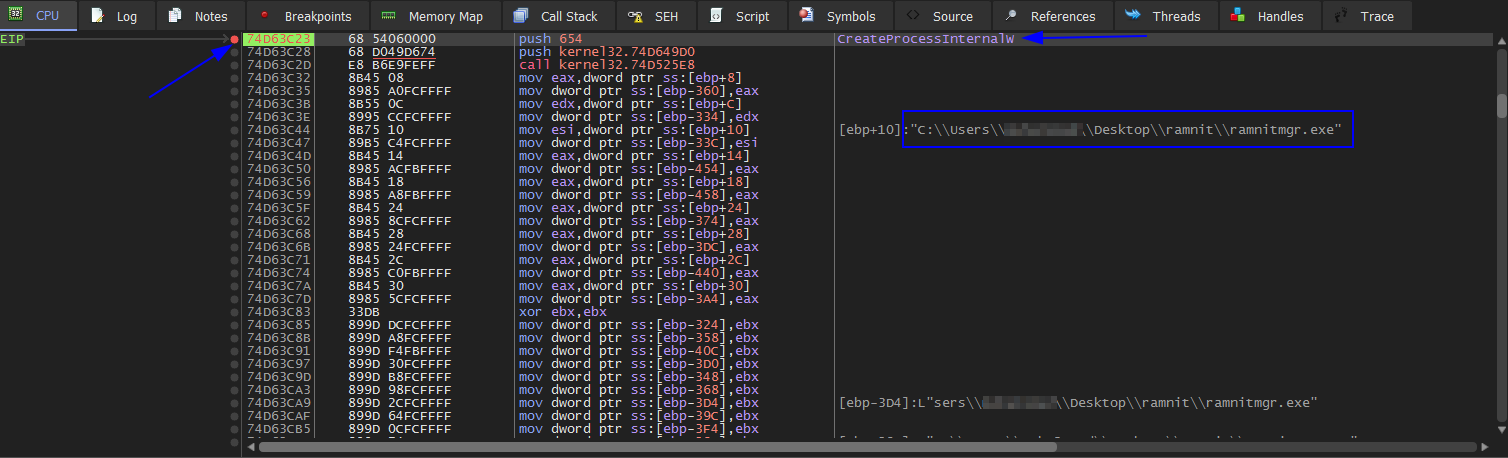 CPU Log Notes Breakpoints Memory Map Call Stack SEH Script Symbols Source References Threads Handles Trace
EIP 74D63C23 68 54060000 push 654 CreateProcessInternalW
74D63C28 68 D049D674 push kernel32.74D649D0
74D63C2D E8 B6E9FEFF call kernel32.74D525E8
74D63C32 8B45 08 mov eax,dword ptr ss:[ebp+8]
74D63C35 8985 A0FCFFFF mov dword ptr ss:[ebp-360],eax
74D63C3B 8B55 0C mov edx,dword ptr ss:[ebp+C]
74D63C3E 8995 CCFCFFFF mov dword ptr ss:[ebp-334],edx
74D63C44 8B75 10 mov esi,dword ptr ss:[ebp+10] [ebp+10]:"C:\\Users\\ \\Desktop\\ramnit\\ramnitmgr.exe"
74D63C47 89B5 C4FCFFFF mov dword ptr ss:[ebp-33C],esi
74D63C4D 8B45 14 mov eax,dword ptr ss:[ebp+14]
74D63C50 8985 ACFBFFFF mov dword ptr ss:[ebp-454],eax
74D63C56 8B45 18 mov eax,dword ptr ss:[ebp+18]
74D63C59 8985 A8FBFFFF mov dword ptr ss:[ebp-458],eax
74D63C5F 8B45 24 mov eax,dword ptr ss:[ebp+24]
74D63C62 8985 8CFCFFFF mov dword ptr ss:[ebp-374],eax
74D63C68 8B45 28 mov eax,dword ptr ss:[ebp+28]
74D63C6B 8985 24FCFFFF mov dword ptr ss:[ebp-3DC],eax
74D63C71 8B45 2C mov eax,dword ptr ss:[ebp+2C]
74D63C74 8985 C0FBFFFF mov dword ptr ss:[ebp-440],eax
74D63C7A 8B45 30 mov eax,dword ptr ss:[ebp+30]
74D63C7D 8985 5CFCFFFF mov dword ptr ss:[ebp-3A4],eax
74D63C83 33DB xor ebx,ebx
74D63C85 899D DCFCFFFF mov dword ptr ss:[ebp-324],ebx
74D63C8B 899D A8FCFFFF mov dword ptr ss:[ebp-358],ebx
74D63C91 899D F4FBFFFF mov dword ptr ss:[ebp-40C],ebx
74D63C97 899D 30FCFFFF mov dword ptr ss:[ebp-3D0],ebx
74D63C9D 899D B8FCFFFF mov dword ptr ss:[ebp-348],ebx
74D63CA3 899D 98FCFFFF mov dword ptr ss:[ebp-368],ebx
74D63CA9 899D 2CFCFFFF mov dword ptr ss:[ebp-3D4],ebx [ebp-3D4]:L"sers\\ \\Desktop\\ramnit\\ramnitmgr.exe"
74D63CAF 899D 64FCFFFF mov dword ptr ss:[ebp-39C],ebx
74D63CB5 899D 0CFCFFFF mov dword ptr ss:[ebp-3F4],ebx